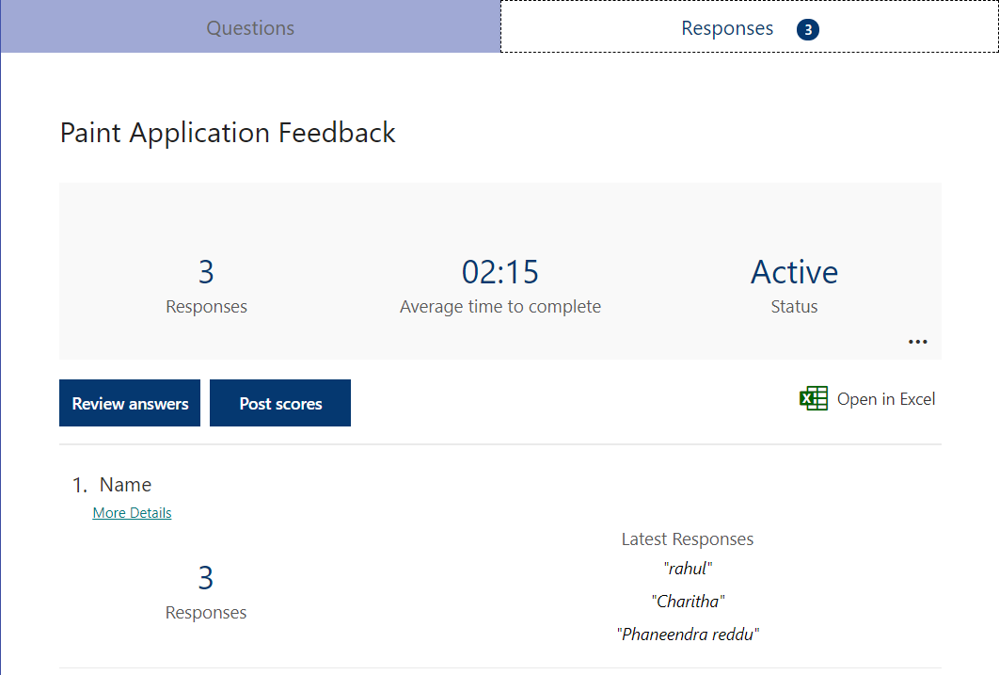 Questions
Responses 3
Paint Application Feedback
3
Responses
02:15
Average time to complete
Active
Status
...
Review answers
Post scores
Open in Excel
1. Name
More Details
3
Responses
Latest Responses
"rahul"
"Charitha"
"Phaneendra reddu"